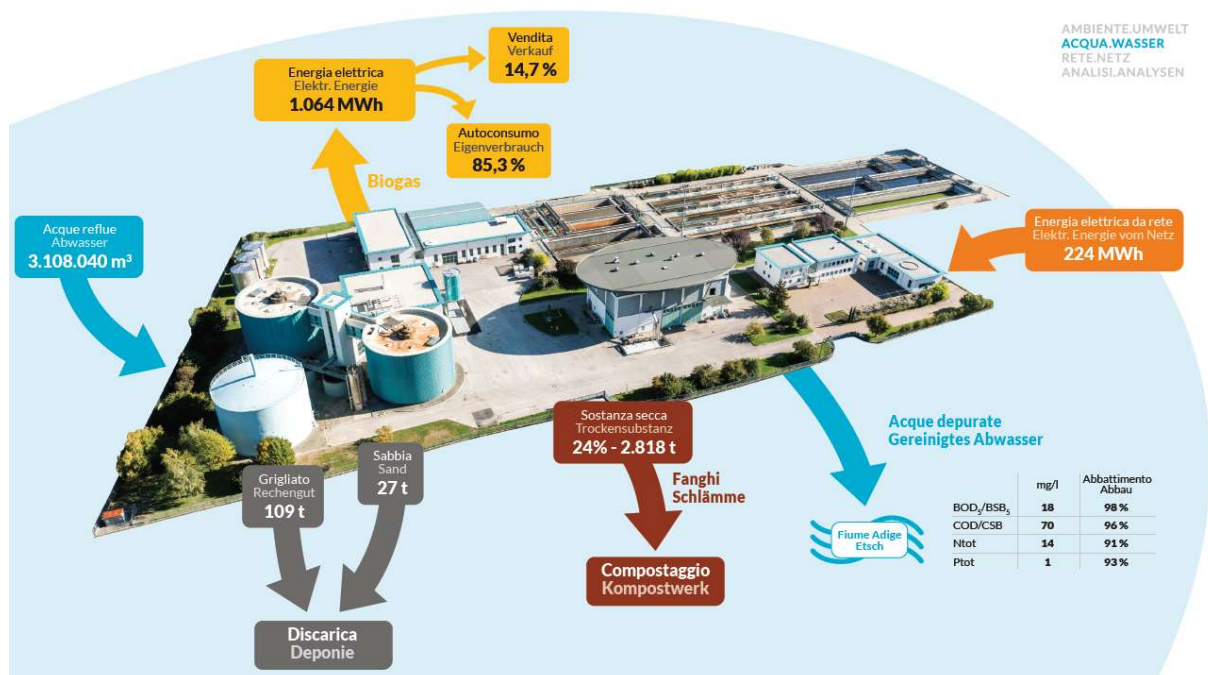 AMBIENTE.UMWELT
ACQUA.WASSER
RETE.NETZ
ANALISI.ANALYSEN
Vendita
Verkauf
14,7 %
Energia elettrica
Elektr. Energie
1.064 MWh
Autoconsumo
Eigenverbrauch
85,3 %
Biogas
Acque reflue
Abwasser
3.108.040 m³
Energia elettrica da rete
Elektr. Energie vom Netz
224 MWh
Sostanza secca
Trockensubstanz
24% - 2.818 t
Fanghi
Schlämme
Compostaggio
Kompostwerk
Grigliato
Rechengut
109 t
Sabbia
Sand
27 t
Discarica
Deponie
Acque depurate
Gereinigtes Abwasser
Fiume Adige
Etsch
mg/l Abbattimento
Abbau
BOD₅/BSB₅ 18 98 %
COD/CSB 70 96 %
Ntot 14 91 %
Ptot 1 93 %